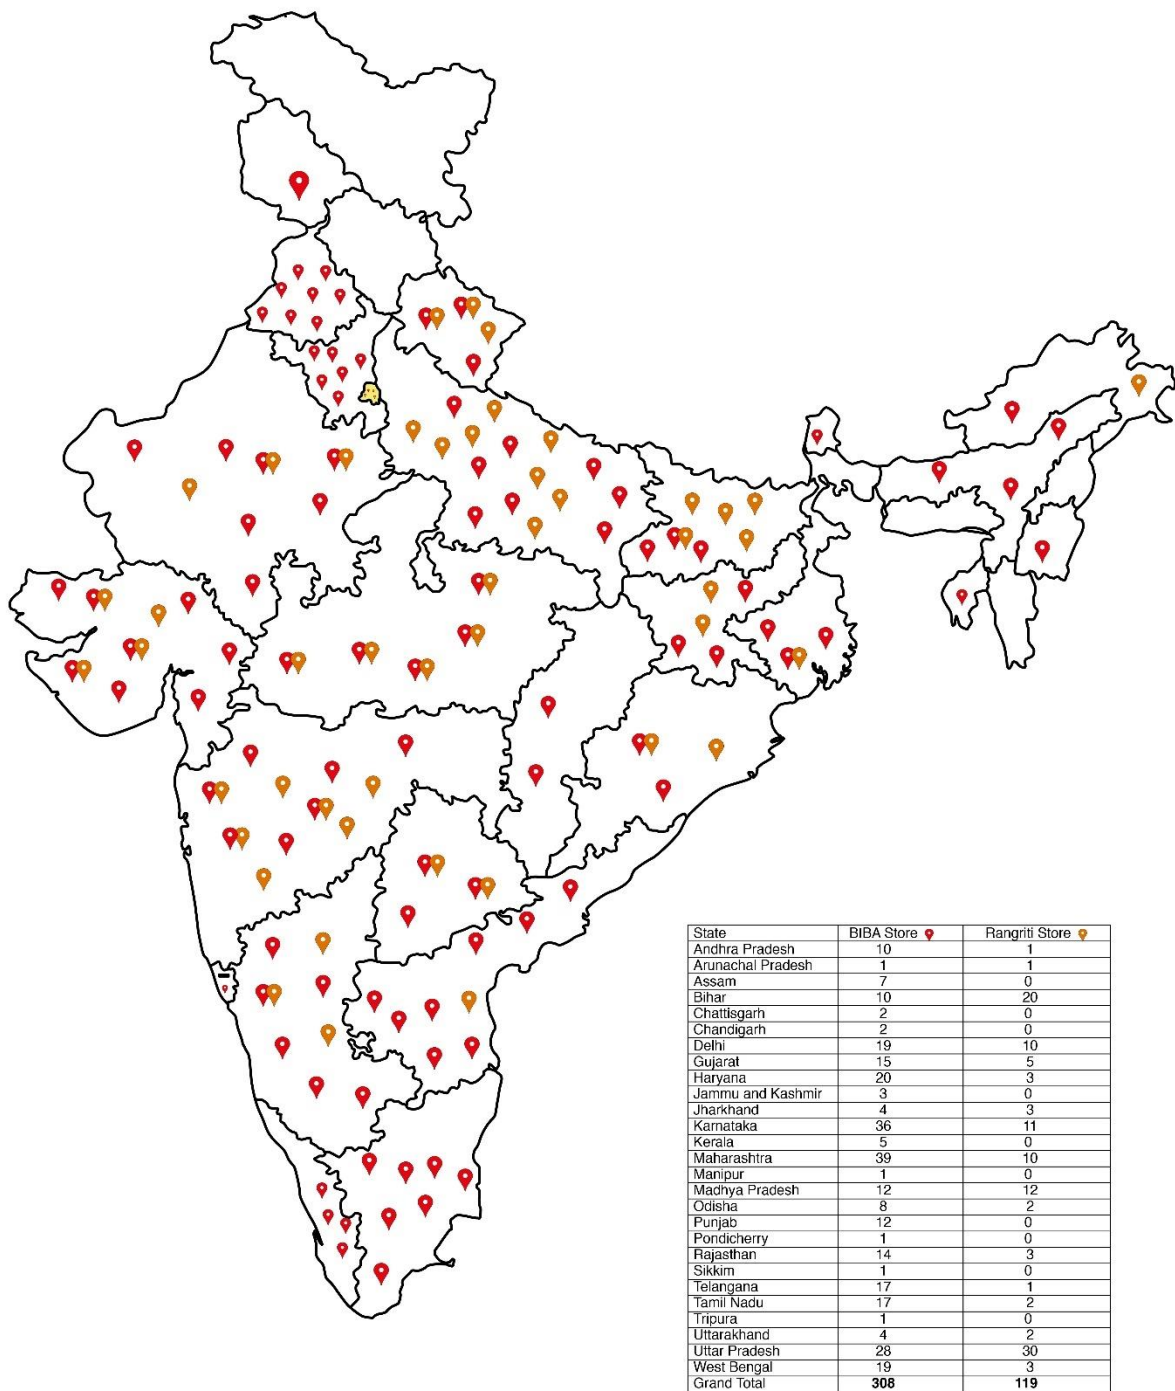 State BIBA Store Rangriti Store
Andhra Pradesh 10 1
Arunachal Pradesh 1 1
Assam 7 0
Bihar 10 20
Chattisgarh 2 0
Chandigarh 2 0
Delhi 19 10
Gujarat 15 5
Haryana 20 3
Jammu and Kashmir 3 0
Jharkhand 4 3
Karnataka 36 11
Kerala 5 0
Maharashtra 39 10
Manipur 1 0
Madhya Pradesh 12 12
Odisha 8 2
Punjab 12 0
Pondicherry 1 0
Rajasthan 14 3
Sikkim 1 0
Telangana 17 1
Tamil Nadu 17 2
Tripura 1 0
Uttarakhand 4 2
Uttar Pradesh 28 30
West Bengal 19 3
Grand Total 308 119